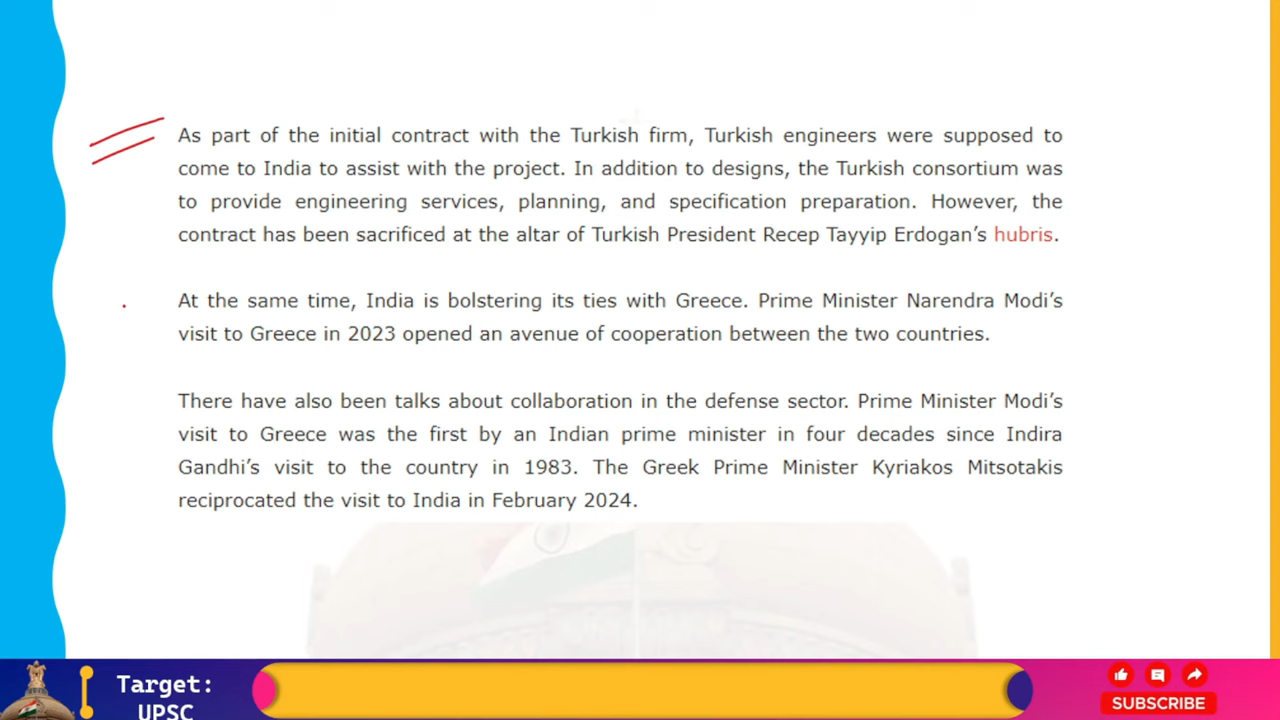 As part of the initial contract with the Turkish firm, Turkish engineers were supposed to
come to India to assist with the project. In addition to designs, the Turkish consortium was
to provide engineering services, planning, and specification preparation. However, the
contract has been sacrificed at the altar of Turkish President Recep Tayyip Erdogan’s hubris.
At the same time, India is bolstering its ties with Greece. Prime Minister Narendra Modi’s
visit to Greece in 2023 opened an avenue of cooperation between the two countries.
There have also been talks about collaboration in the defense sector. Prime Minister Modi’s
visit to Greece was the first by an Indian prime minister in four decades since Indira
Gandhi’s visit to the country in 1983. The Greek Prime Minister Kyriakos Mitsotakis
reciprocated the visit to India in February 2024.
Target:
UPSC
SUBSCRIBE